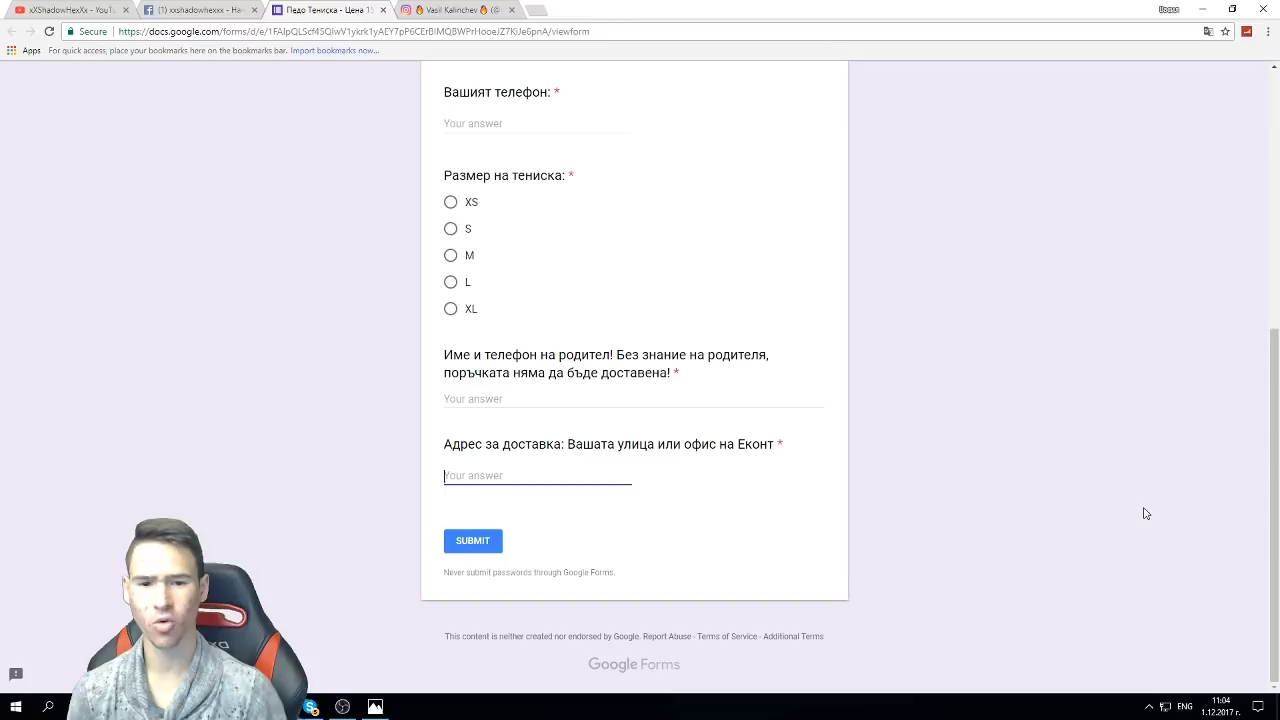 xXShadowHexXx - YouT
xxshadowhexxx - Ha
Педо Тениска - Цена 15
Vasil Kalinchev
Secure
https://docs.google.com/forms/d/e/1FAIpQLScf45QIwV1ykrk1yAEY7pP6CErBlMQBWPrHooeJZ7KiJe6pnA/viewform
Apps For quick access, place your bookmarks here on the bookmarks bar. Import bookmarks now...
Вашият телефон: *
Your answer
Размер на тениска: *
XS
S
M
L
XL
Име и телефон на родител! Без знание на родителя,
поръчката няма да бъде доставена! *
Your answer
Адрес за доставка: Вашата улица или офис на Еконт *
Your answer
SUBMIT
Never submit passwords through Google Forms.
This content is neither created nor endorsed by Google. Report Abuse - Terms of Service - Additional Terms
Google Forms
ENG
11:04
1.12.2017 г.